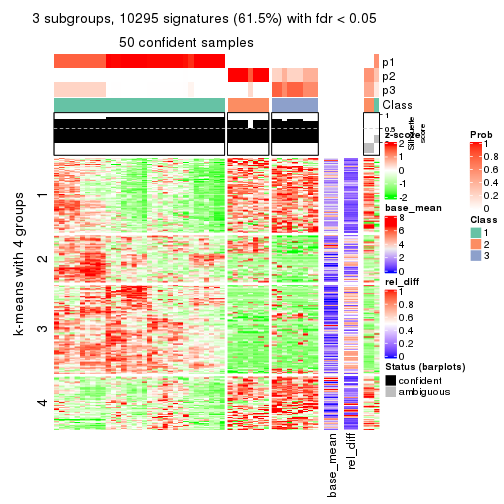 3 subgroups, 10295 signatures (61.5%) with fdr < 0.05
50 confident samples
p1
p2
p3
Class
1
0.5
0
Silhouette
score
k-means with 4 groups
1
2
3
4
base_mean
rel_diff
z-score
2
1
0
-1
-2
base_mean
8
6
4
2
0
rel_diff
1
0.8
0.6
0.4
0.2
0
Status (barplots)
confident
ambiguous
Prob
1
0.8
0.6
0.4
0.2
0
Class
1
2
3